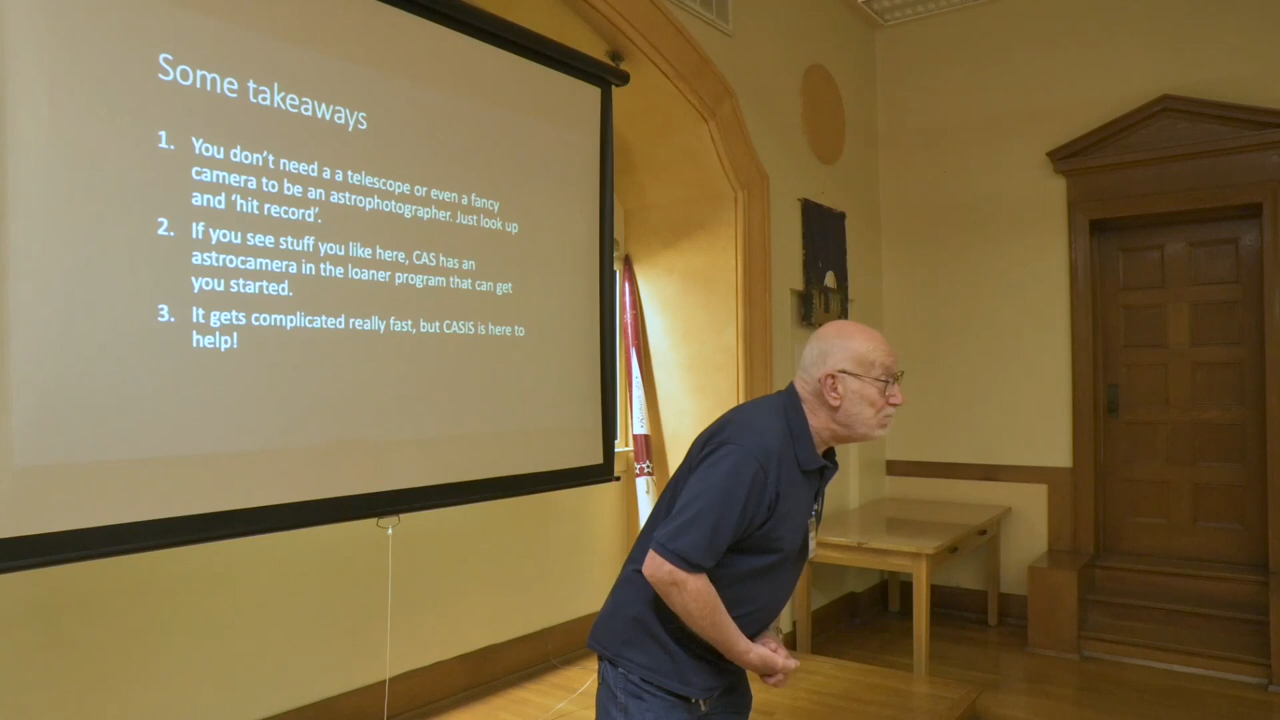 Some takeaways
1. You don't need a a telescope or even a fancy
camera to be an astrophotographer. Just look up
and 'hit record'.
2. If you see stuff you like here, CAS has an
astrocamera in the loaner program that can get
you started.
3. It gets complicated really fast, but CASIS is here to
help!